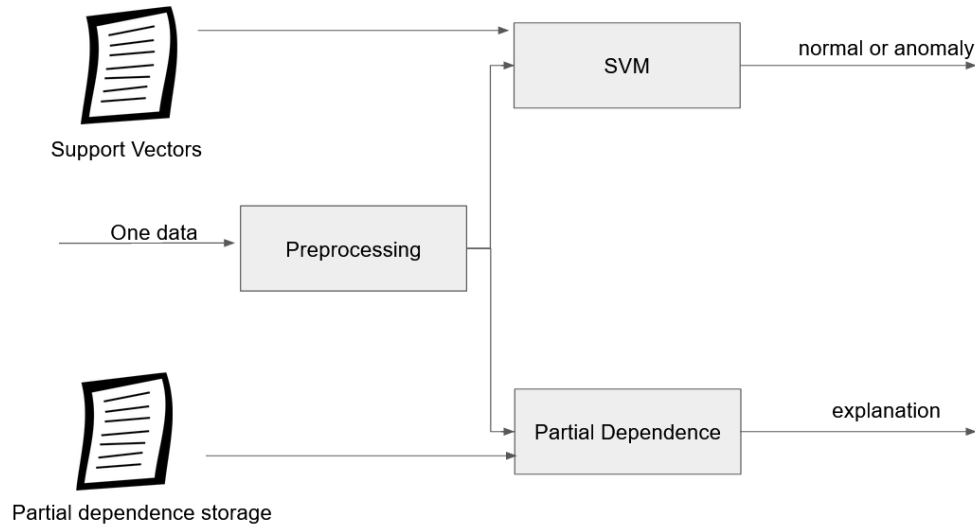 SVM
normal or anomaly
Support Vectors
One data
Preprocessing
Partial Dependence
explanation
Partial dependence storage